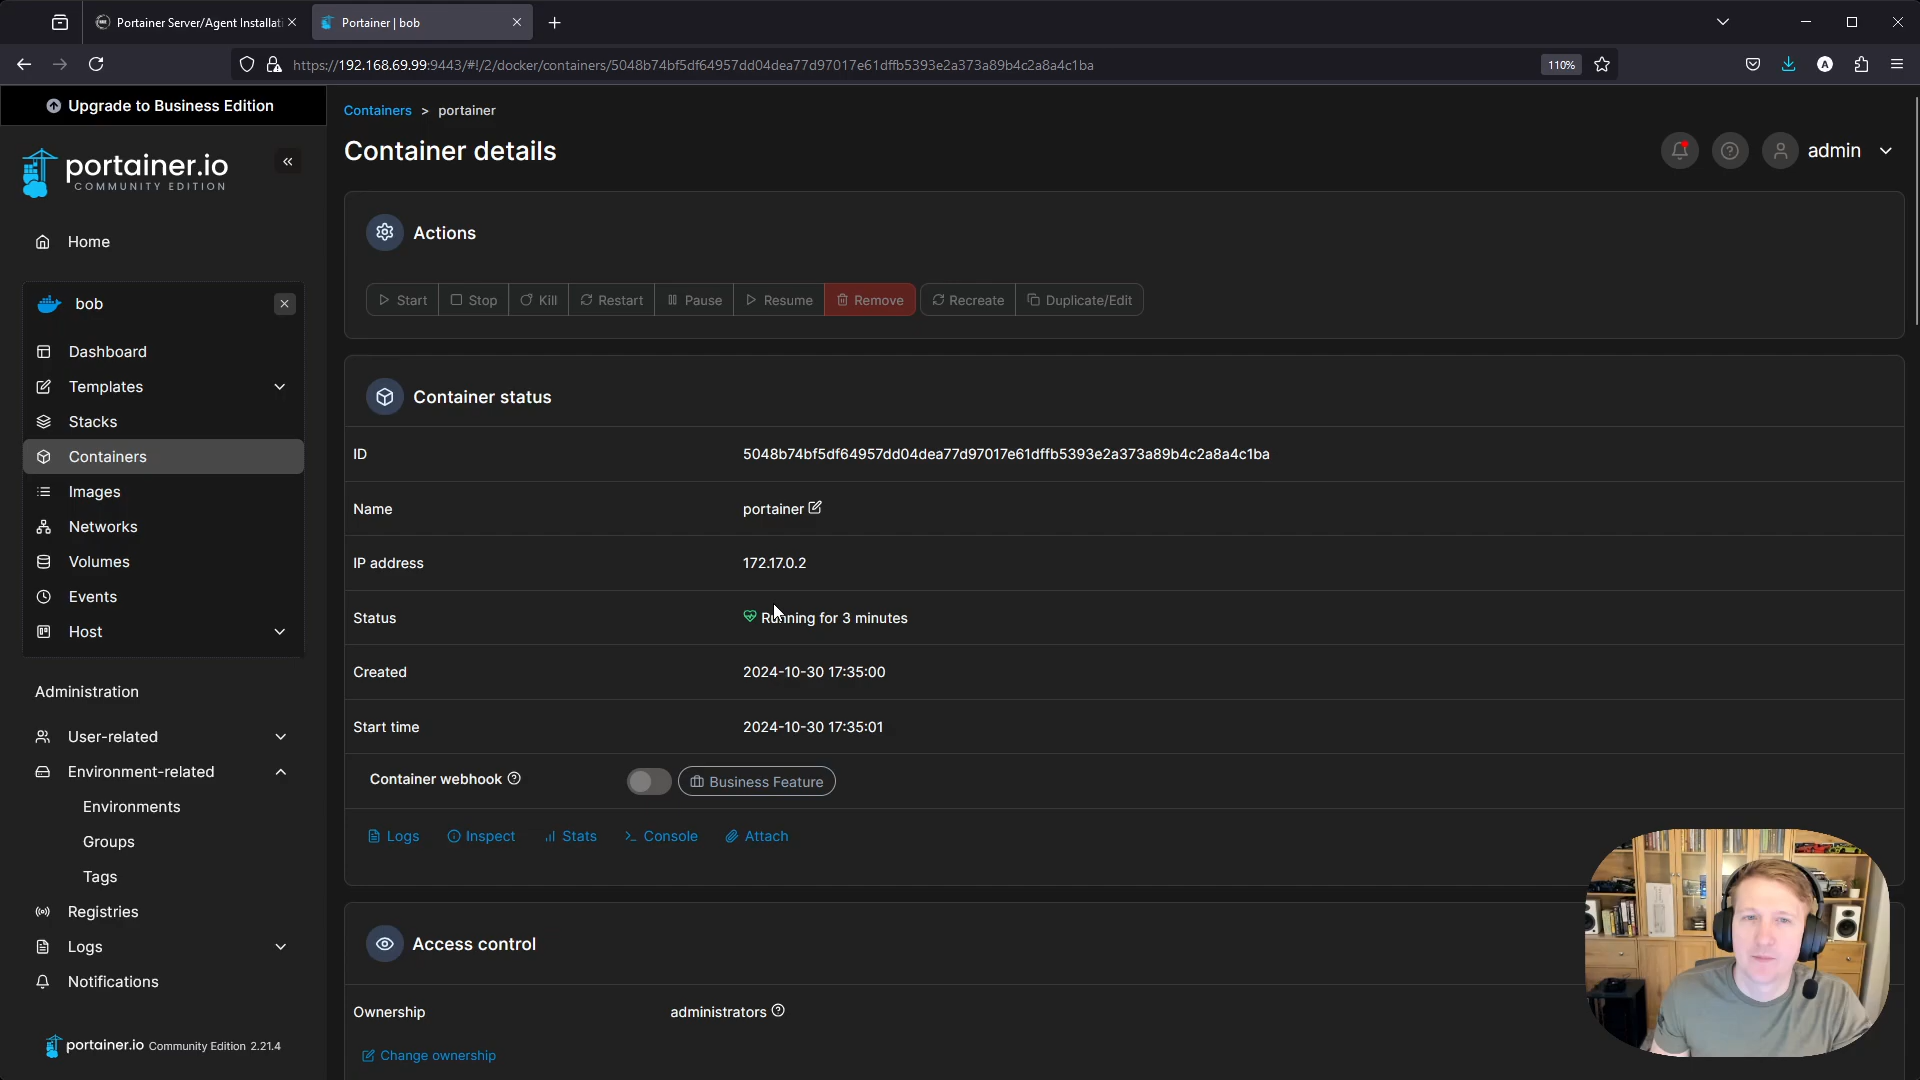 Portainer Server/Agent Installati
Portainer | bob
https://192.168.69.99:9443/#!/2/docker/containers/5048b74bf5df64957dd04dea77d97017e61dffb5393e2a373a89b4c2a8a4c1ba
110%
A
Upgrade to Business Edition
portainer.io
COMMUNITY EDITION
Home
bob
Dashboard
Templates
Stacks
Containers
Images
Networks
Volumes
Events
Host
Administration
User-related
Environment-related
Environments
Groups
Tags
Registries
Logs
Notifications
portainer.io Community Edition 2.21.4
Containers > portainer
Container details
admin
Actions
Start Stop Kill Restart Pause Resume Remove Recreate Duplicate/Edit
Container status
ID 5048b74bf5df64957dd04dea77d97017e61dffb5393e2a373a89b4c2a8a4c1ba
Name portainer
IP address 172.17.0.2
Status Running for 3 minutes
Created 2024-10-30 17:35:00
Start time 2024-10-30 17:35:01
Container webhook Business Feature
Logs Inspect Stats Console Attach
Access control
Ownership administrators
Change ownership